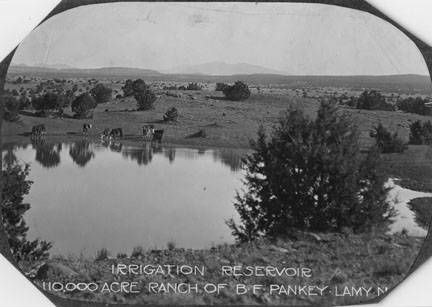 IRRIGATION RESERVOIR
110,000 ACRE RANCH. OF B.F. PANKEY. LAMY. N